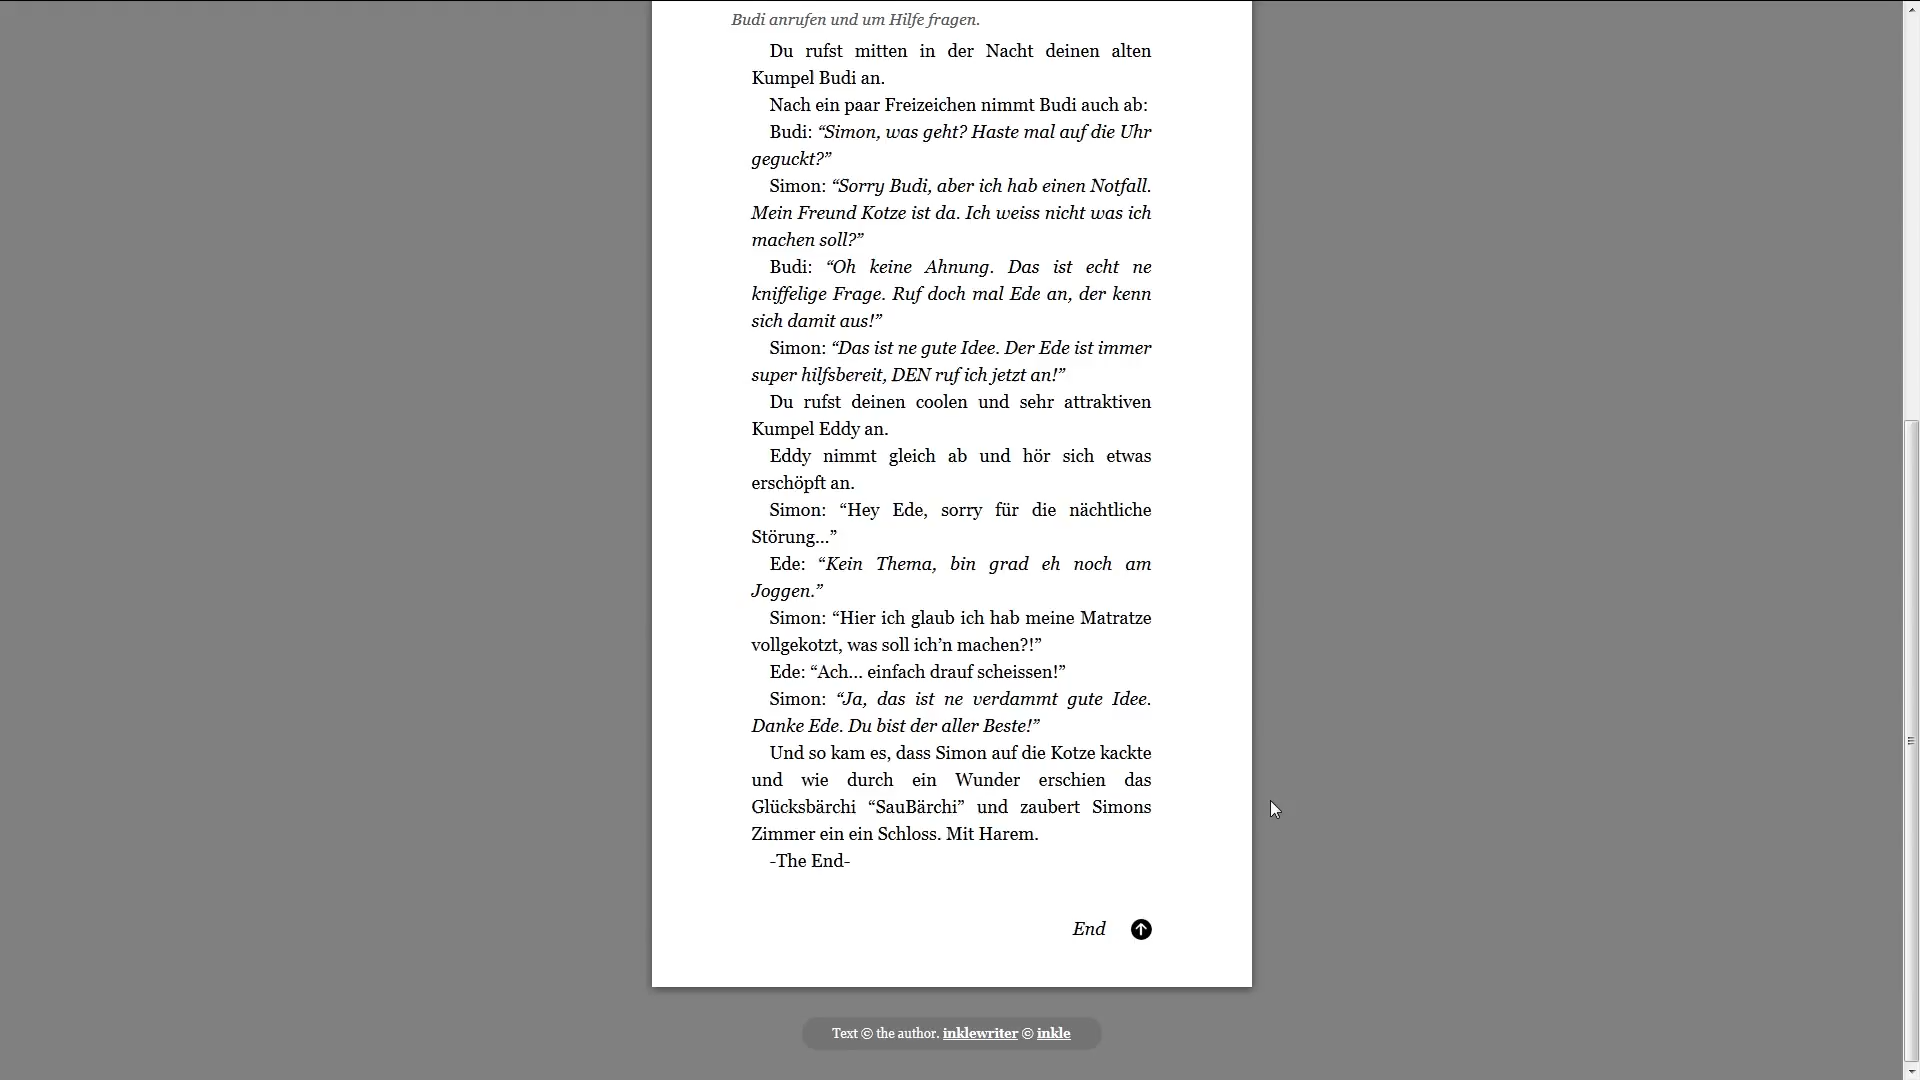 Budi anrufen und um Hilfe fragen.
Du rufst mitten in der Nacht deinen alten
Kumpel Budi an.
Nach ein paar Freizeichen nimmt Budi auch ab:
Budi: “Simon, was geht? Haste mal auf die Uhr
geguckt?”
Simon: “Sorry Budi, aber ich hab einen Notfall.
Mein Freund Kotze ist da. Ich weiss nicht was ich
machen soll?”
Budi: “Oh keine Ahnung. Das ist echt ne
kniffelige Frage. Ruf doch mal Ede an, der kenn
sich damit aus!”
Simon: “Das ist ne gute Idee. Der Ede ist immer
super hilfsbereit, DEN ruf ich jetzt an!”
Du rufst deinen coolen und sehr attraktiven
Kumpel Eddy an.
Eddy nimmt gleich ab und hör sich etwas
erschöpft an.
Simon: “Hey Ede, sorry für die nächtliche
Störung...”
Ede: “Kein Thema, bin grad eh noch am
Joggen.”
Simon: “Hier ich glaub ich hab meine Matratze
vollgekotzt, was soll ich’n machen?!”
Ede: “Ach... einfach drauf scheissen!”
Simon: “Ja, das ist ne verdammt gute Idee.
Danke Ede. Du bist der aller Beste!”
Und so kam es, dass Simon auf die Kotze kackte
und wie durch ein Wunder erschien das
Glücksbärchi “SauBärchi” und zaubert Simons
Zimmer ein ein Schloss. Mit Harem.
-The End-
End
Text © the author. inklewriter © inkle